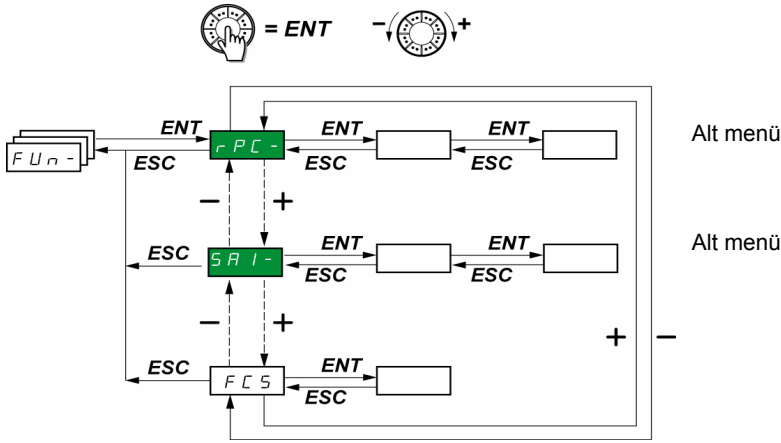 = ENT
- +
FUn-
ENT
ESC
rPC-
ENT
ESC
ENT
ESC
Alt menü
- +
ESC
SAI-
ENT
ESC
ENT
ESC
Alt menü
- +
+ -
ESC
FCS
ENT
ESC